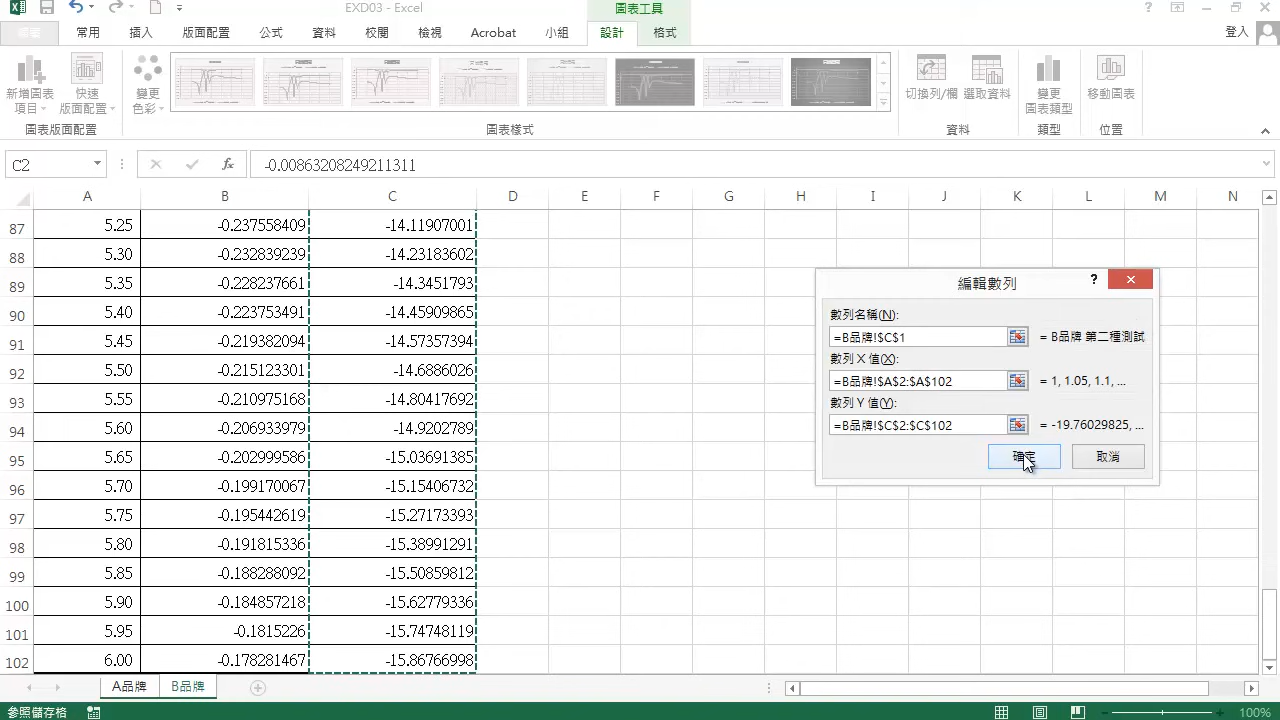 EXD03 - Excel
圖表工具
常用 插入 版面配置 公式 資料 校閱 檢視 Acrobat 小組 設計 格式 登入
新增圖表
項目
快速
版面配置
變更
色彩
切換列/欄
選取資料
變更
圖表類型
移動圖表
圖表版面配置 圖表樣式 資料 類型 位置
C2 fx -0.00863208249211311
A B C D E F G H I J K L M N
87 5.25 -0.237558409 -14.11907001
88 5.30 -0.232839239 -14.23183602
89 5.35 -0.228237661 -14.3451793
90 5.40 -0.223753491 -14.45909865
91 5.45 -0.219382094 -14.57357394
92 5.50 -0.215123301 -14.6886026
93 5.55 -0.210975168 -14.80417692
94 5.60 -0.206933979 -14.9202789
95 5.65 -0.202999586 -15.03691385
96 5.70 -0.199170067 -15.15406732
97 5.75 -0.195442619 -15.27173393
98 5.80 -0.191815336 -15.38991291
99 5.85 -0.188288092 -15.50859812
100 5.90 -0.184857218 -15.62779336
101 5.95 -0.1815226 -15.74748119
102 6.00 -0.178281467 -15.86766998
編輯數列
?
數列名稱(N):
=B品牌!$C$1 = B品牌 第二種測試
數列 X 值(X):
=B品牌!$A$2:$A$102 = 1, 1.05, 1.1, ...
數列 Y 值(Y):
=B品牌!$C$2:$C$102 = -19.76029825, ...
確定 取消
A品牌 B品牌
參照儲存格 100%